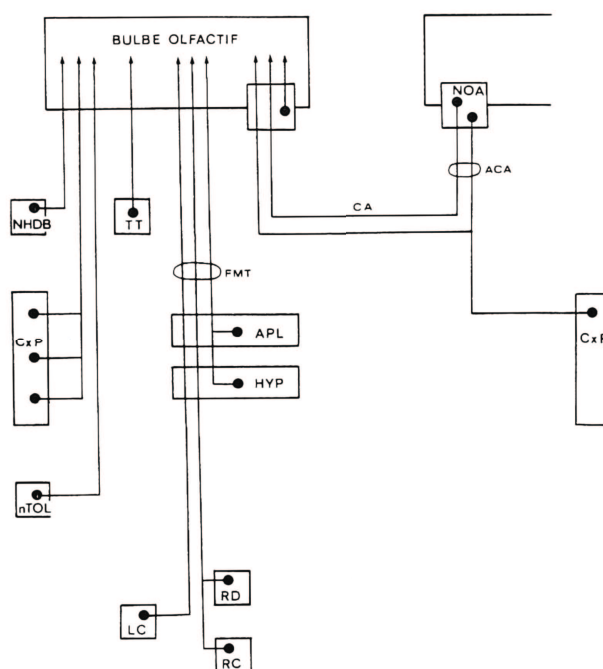 BULBE OLFACTIF
NOA
ACA
CA
NHDB
TT
FMT
CxP
APL
CxP
HYP
nTOL
RD
LC
RC